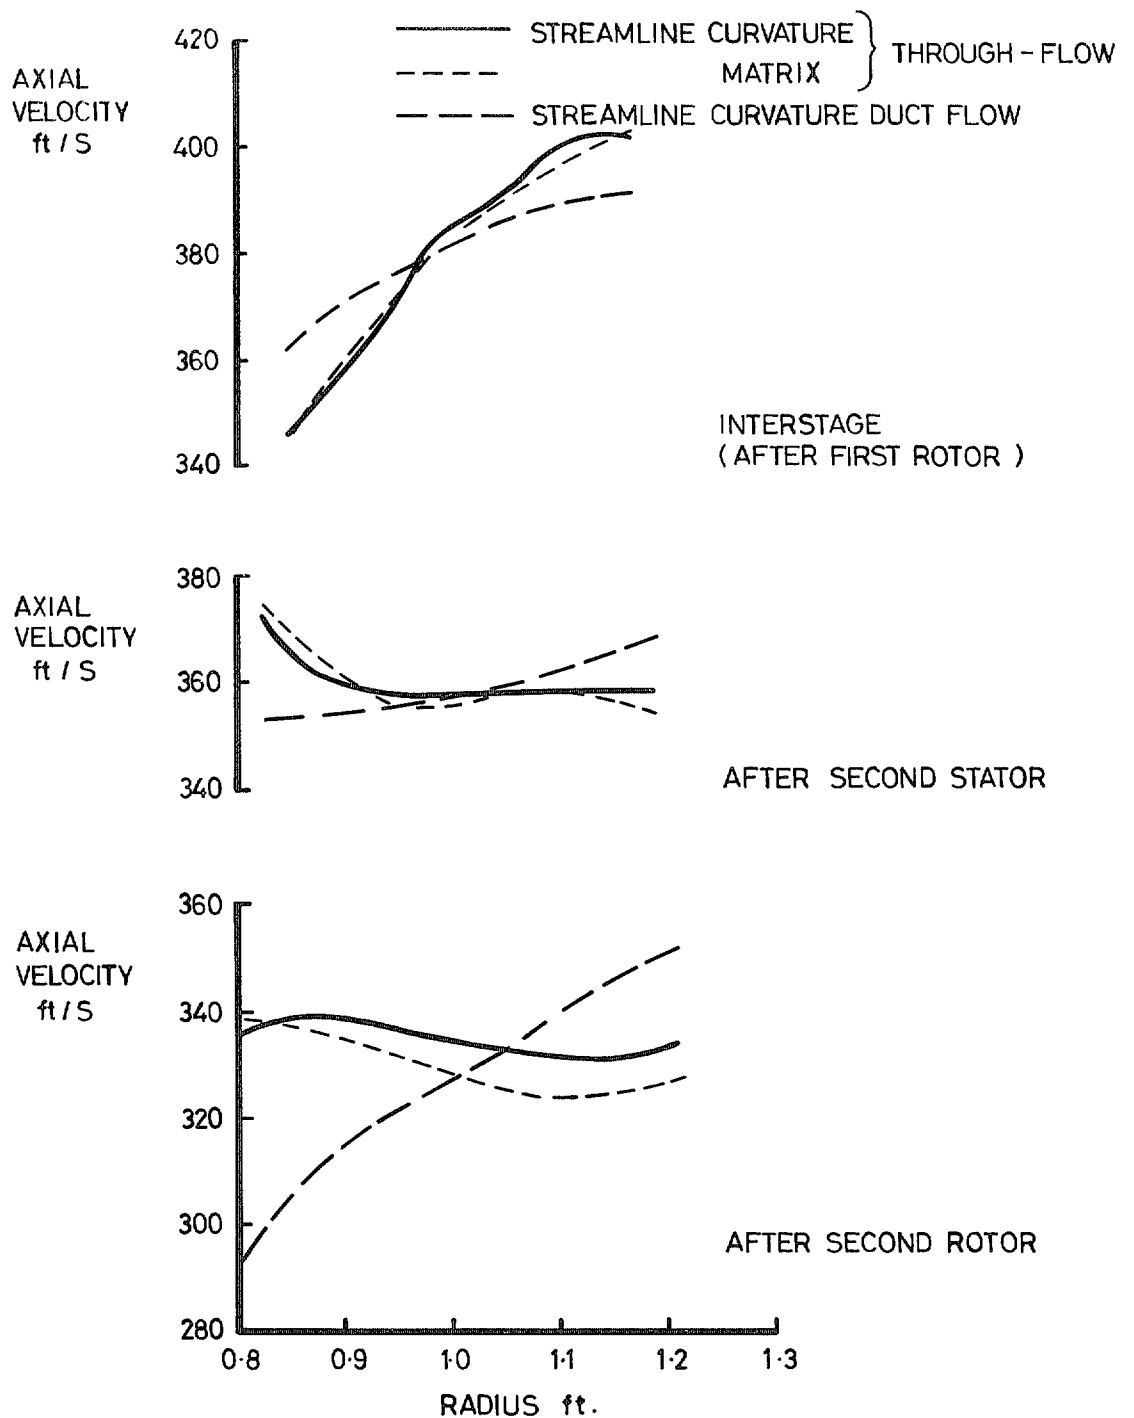 STREAMLINE CURVATURE
MATRIX
THROUGH-FLOW
STREAMLINE CURVATURE DUCT FLOW
AXIAL
VELOCITY
ft / S
420
400
380
360
340
INTERSTAGE
( AFTER FIRST ROTOR )
AXIAL
VELOCITY
ft / S
380
360
340
AFTER SECOND STATOR
AXIAL
VELOCITY
ft / S
360
340
320
300
280
AFTER SECOND ROTOR
0·8 0·9 1·0 1·1 1·2 1·3
RADIUS ft.